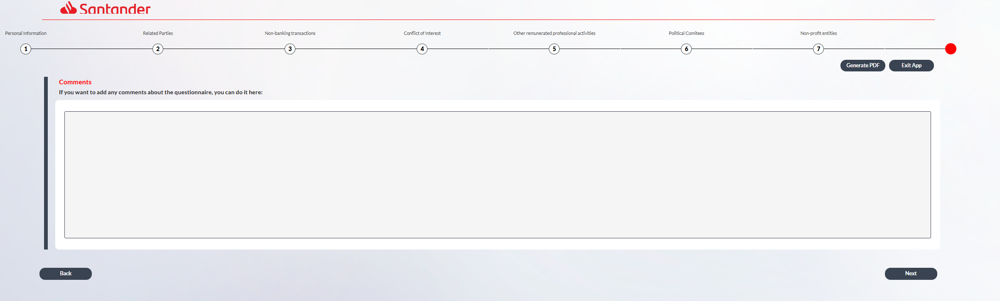 Santander
Personal Information
Related Parties
Non-banking transactions
Conflict of Interest
Other remunerated professional activities
Political Comitees
Non-profit entities
1
2
3
4
5
6
7
Generate PDF
Exit App
Comments
If you want to add any comments about the questionnaire, you can do it here:
Back
Next